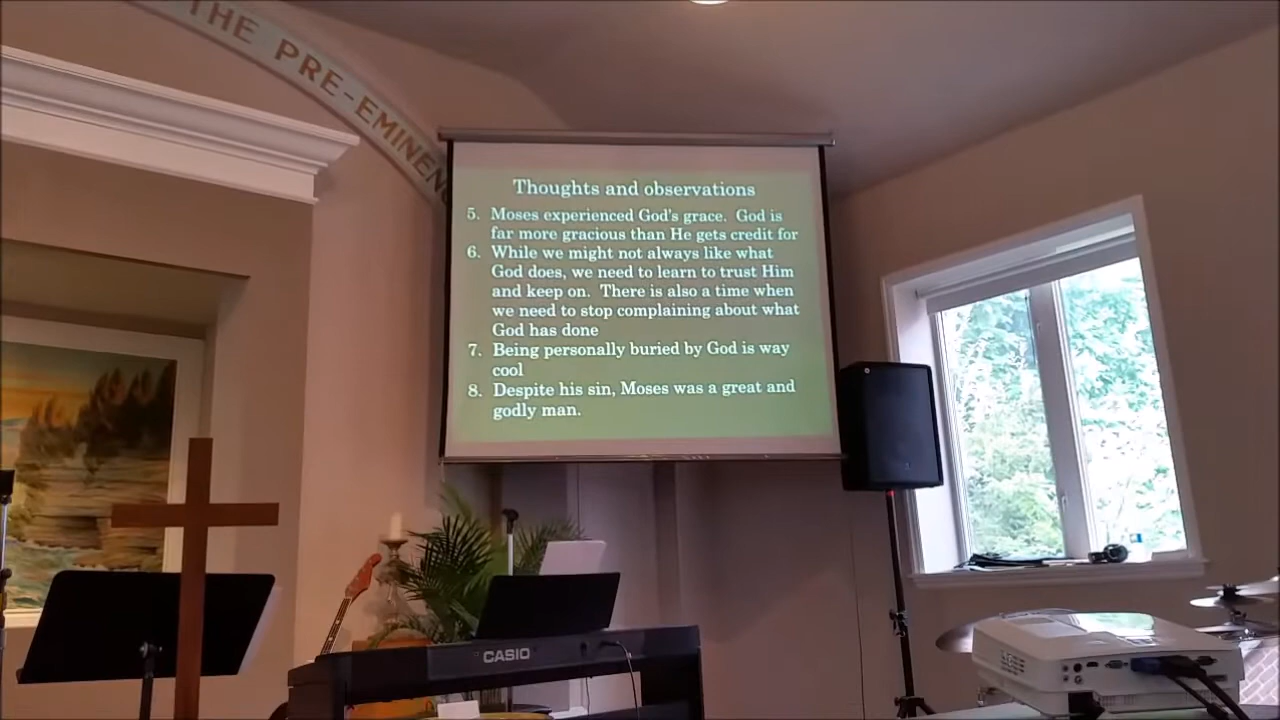 THE PRE-EMINENC
Thoughts and observations
5. Moses experienced God's grace. God is
far more gracious than He gets credit for
6. While we might not always like what
God does, we need to learn to trust Him
and keep on. There is also a time when
we need to stop complaining about what
God has done
7. Being personally buried by God is way
cool
8. Despite his sin, Moses was a great and
godly man.
CASIO